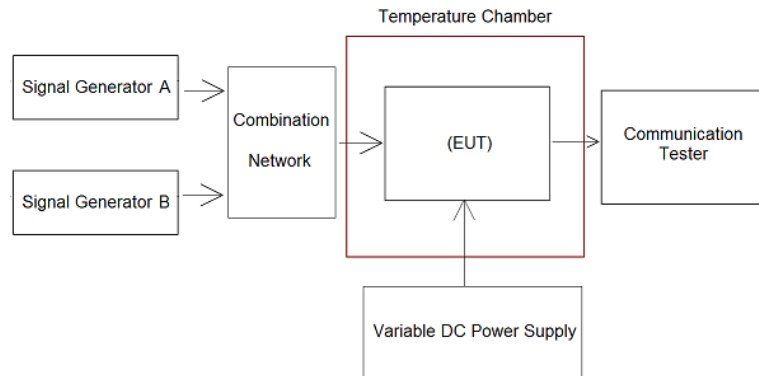 Temperature Chamber
Signal Generator A
Combination
Network
(EUT)
Communication
Tester
Signal Generator B
Variable DC Power Supply